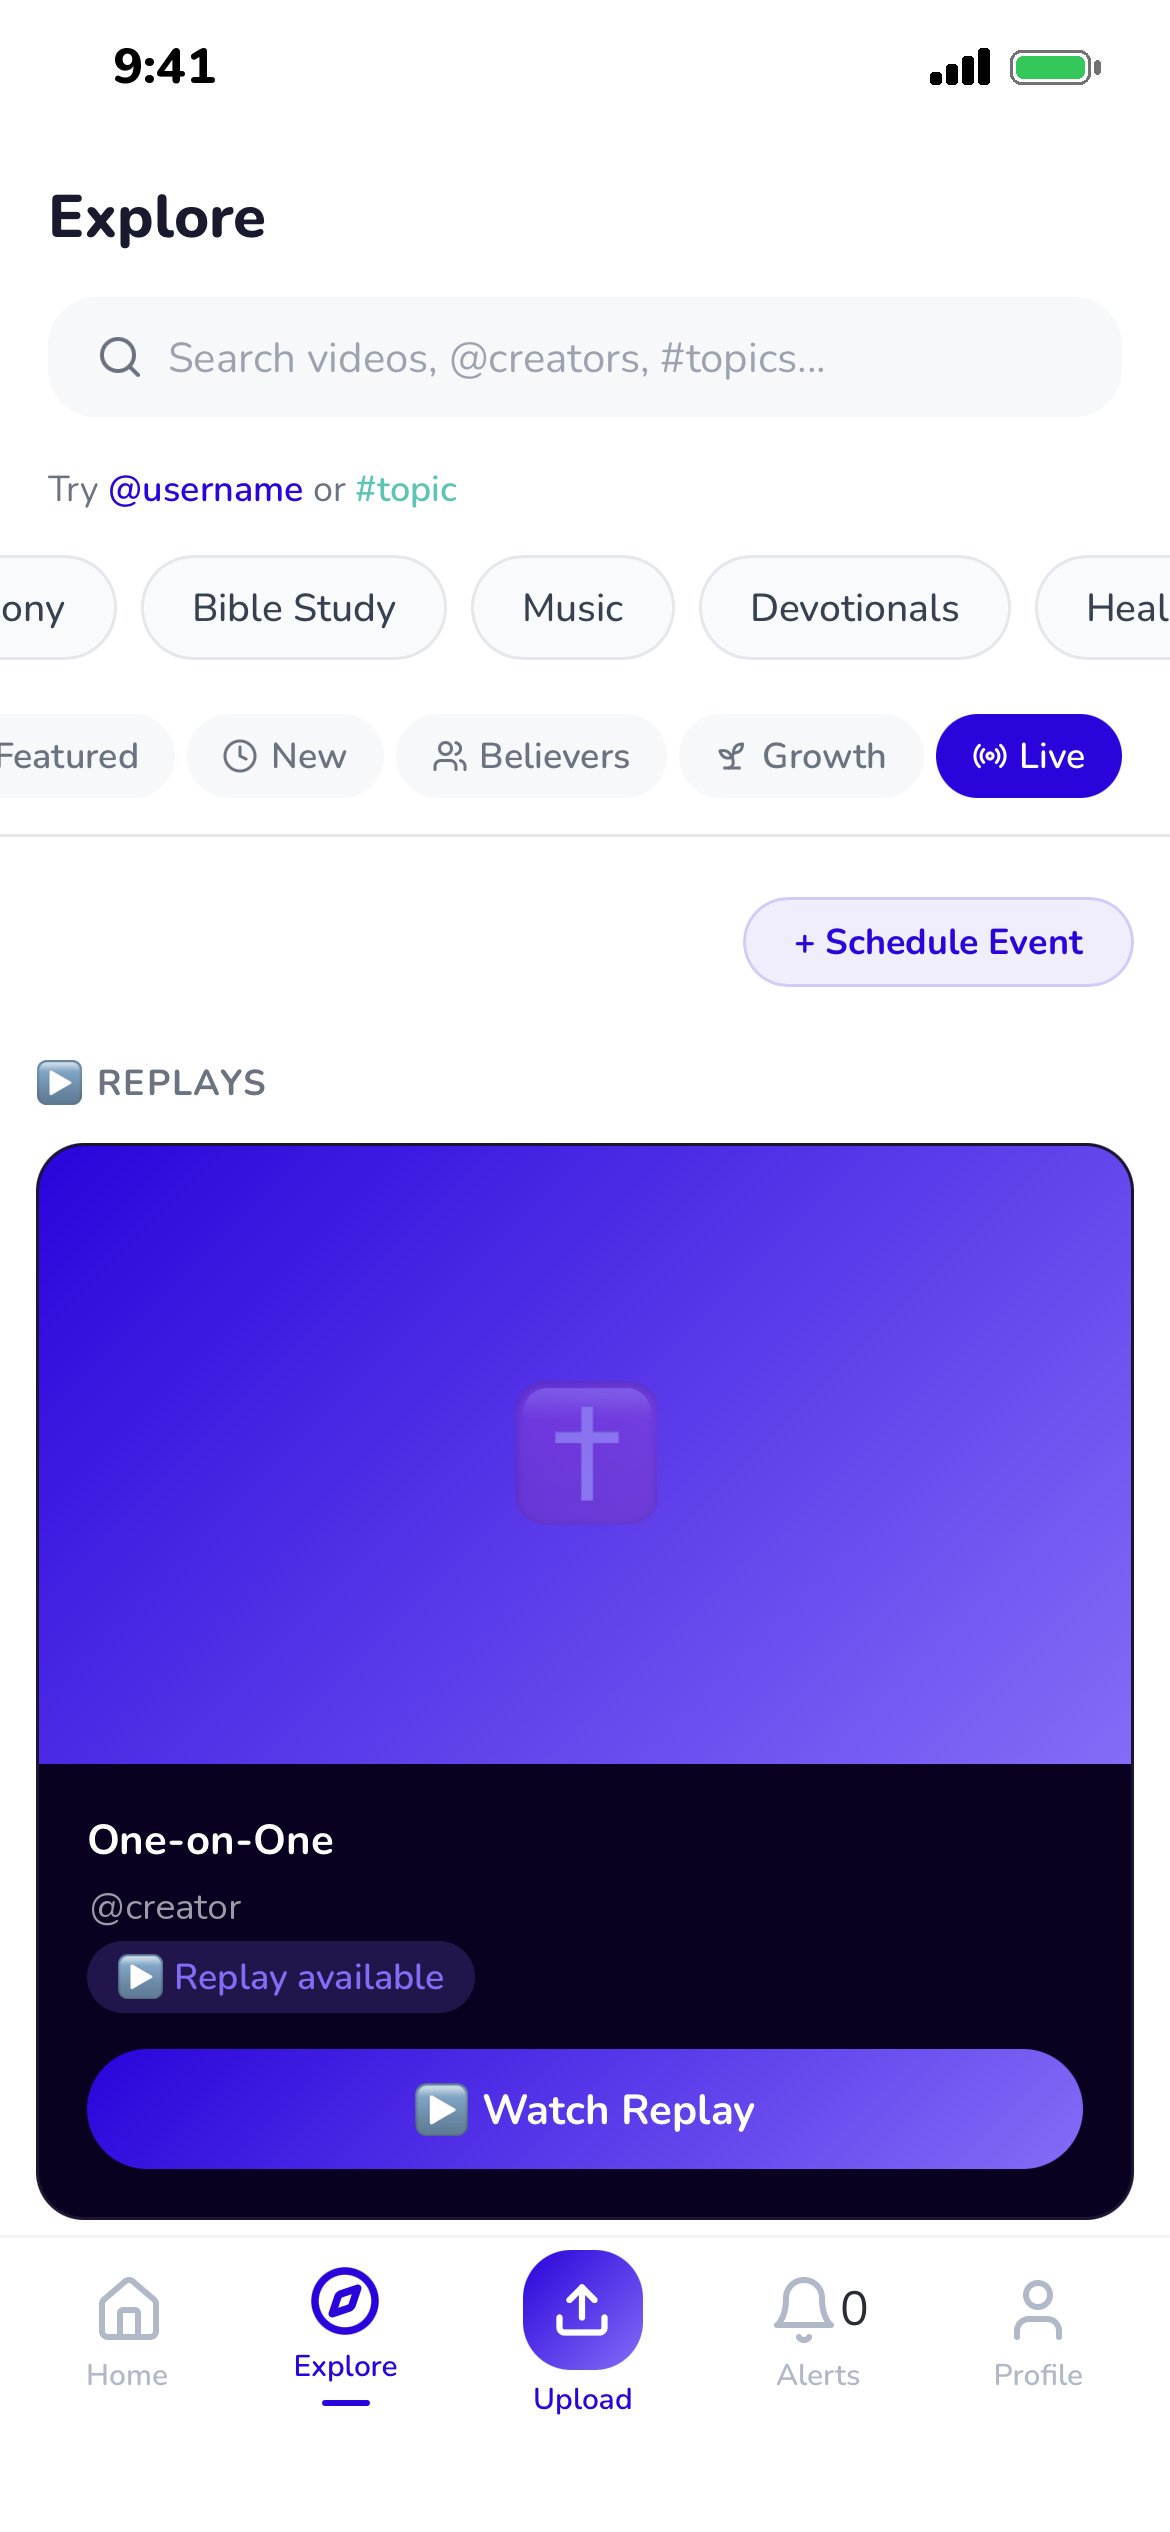 9:41
Explore
Search videos, @creators, #topics...
Try @username or #topic
ony Bible Study Music Devotionals Heal
Featured New Believers Growth Live
+ Schedule Event
REPLAYS
One-on-One
@creator
Replay available
Watch Replay
Home Explore Upload Alerts 0 Profile